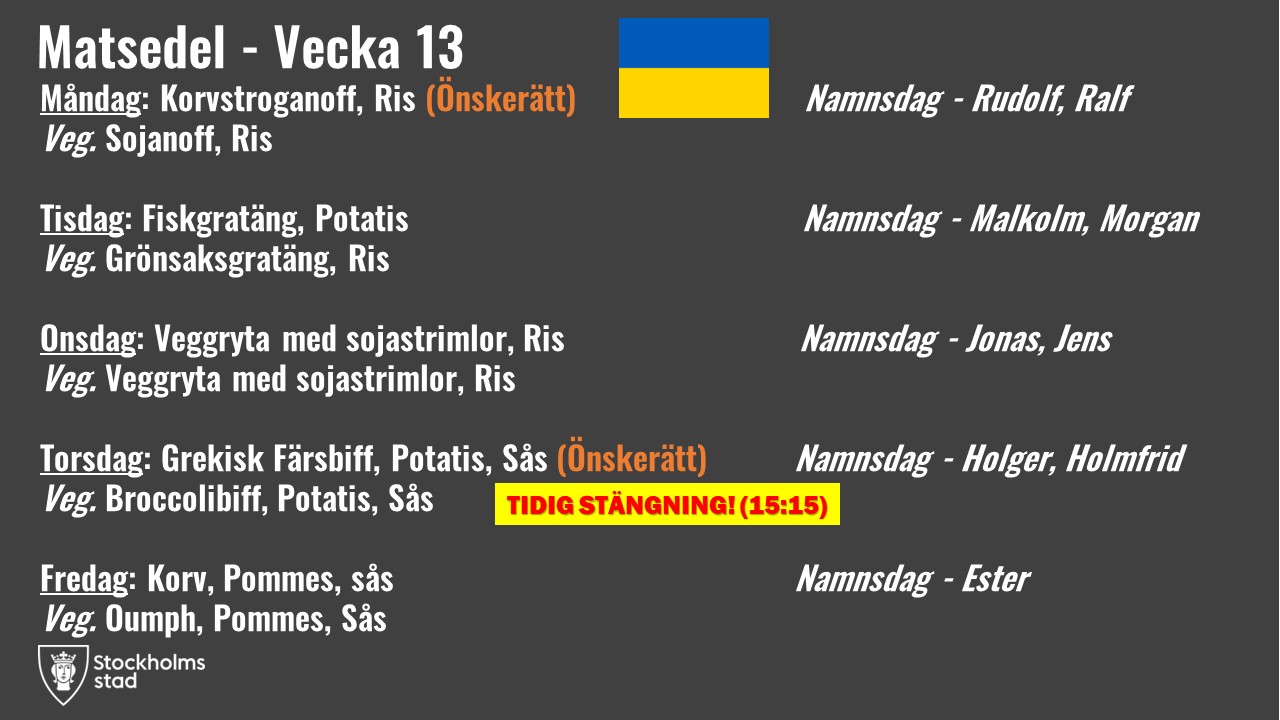 Matsedel - Vecka 13
Måndag: Korvstroganoff, Ris (Önskerätt)
Namnsdag - Rudolf, Ralf
Veg. Sojanoff, Ris
Tisdag: Fiskgratäng, Potatis
Namnsdag - Malkolm, Morgan
Veg. Grönsaksgratäng, Ris
Onsdag: Veggryta med sojastrimlor, Ris
Namnsdag - Jonas, Jens
Veg. Veggryta med sojastrimlor, Ris
Torsdag: Grekisk Färsbiff, Potatis, Sås (Önskerätt)
Namnsdag - Holger, Holmfrid
Veg. Broccolibiff, Potatis, Sås
TIDIG STÄNGNING! (15:15)
Fredag: Korv, Pommes, sås
Namnsdag - Ester
Veg. Oumph, Pommes, Sås
Stockholms
stad